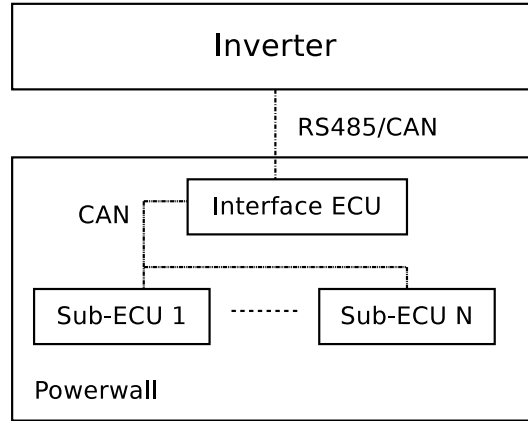 Inverter
RS485/CAN
Interface ECU
CAN
Sub-ECU 1
Sub-ECU N
Powerwall